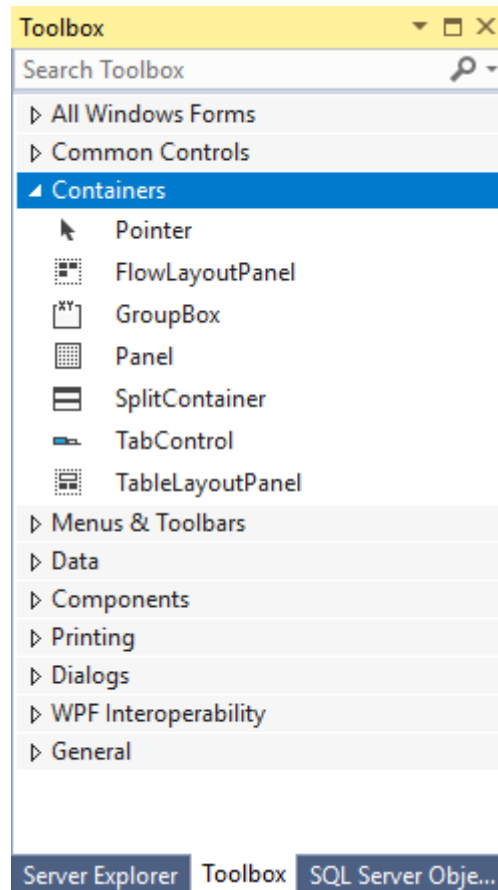 Toolbox
Search Toolbox
All Windows Forms
Common Controls
Containers
Pointer
FlowLayoutPanel
XY GroupBox
Panel
SplitContainer
TabControl
TableLayoutPanel
Menus & Toolbars
Data
Components
Printing
Dialogs
WPF Interoperability
General
Server Explorer Toolbox SQL Server Obje...